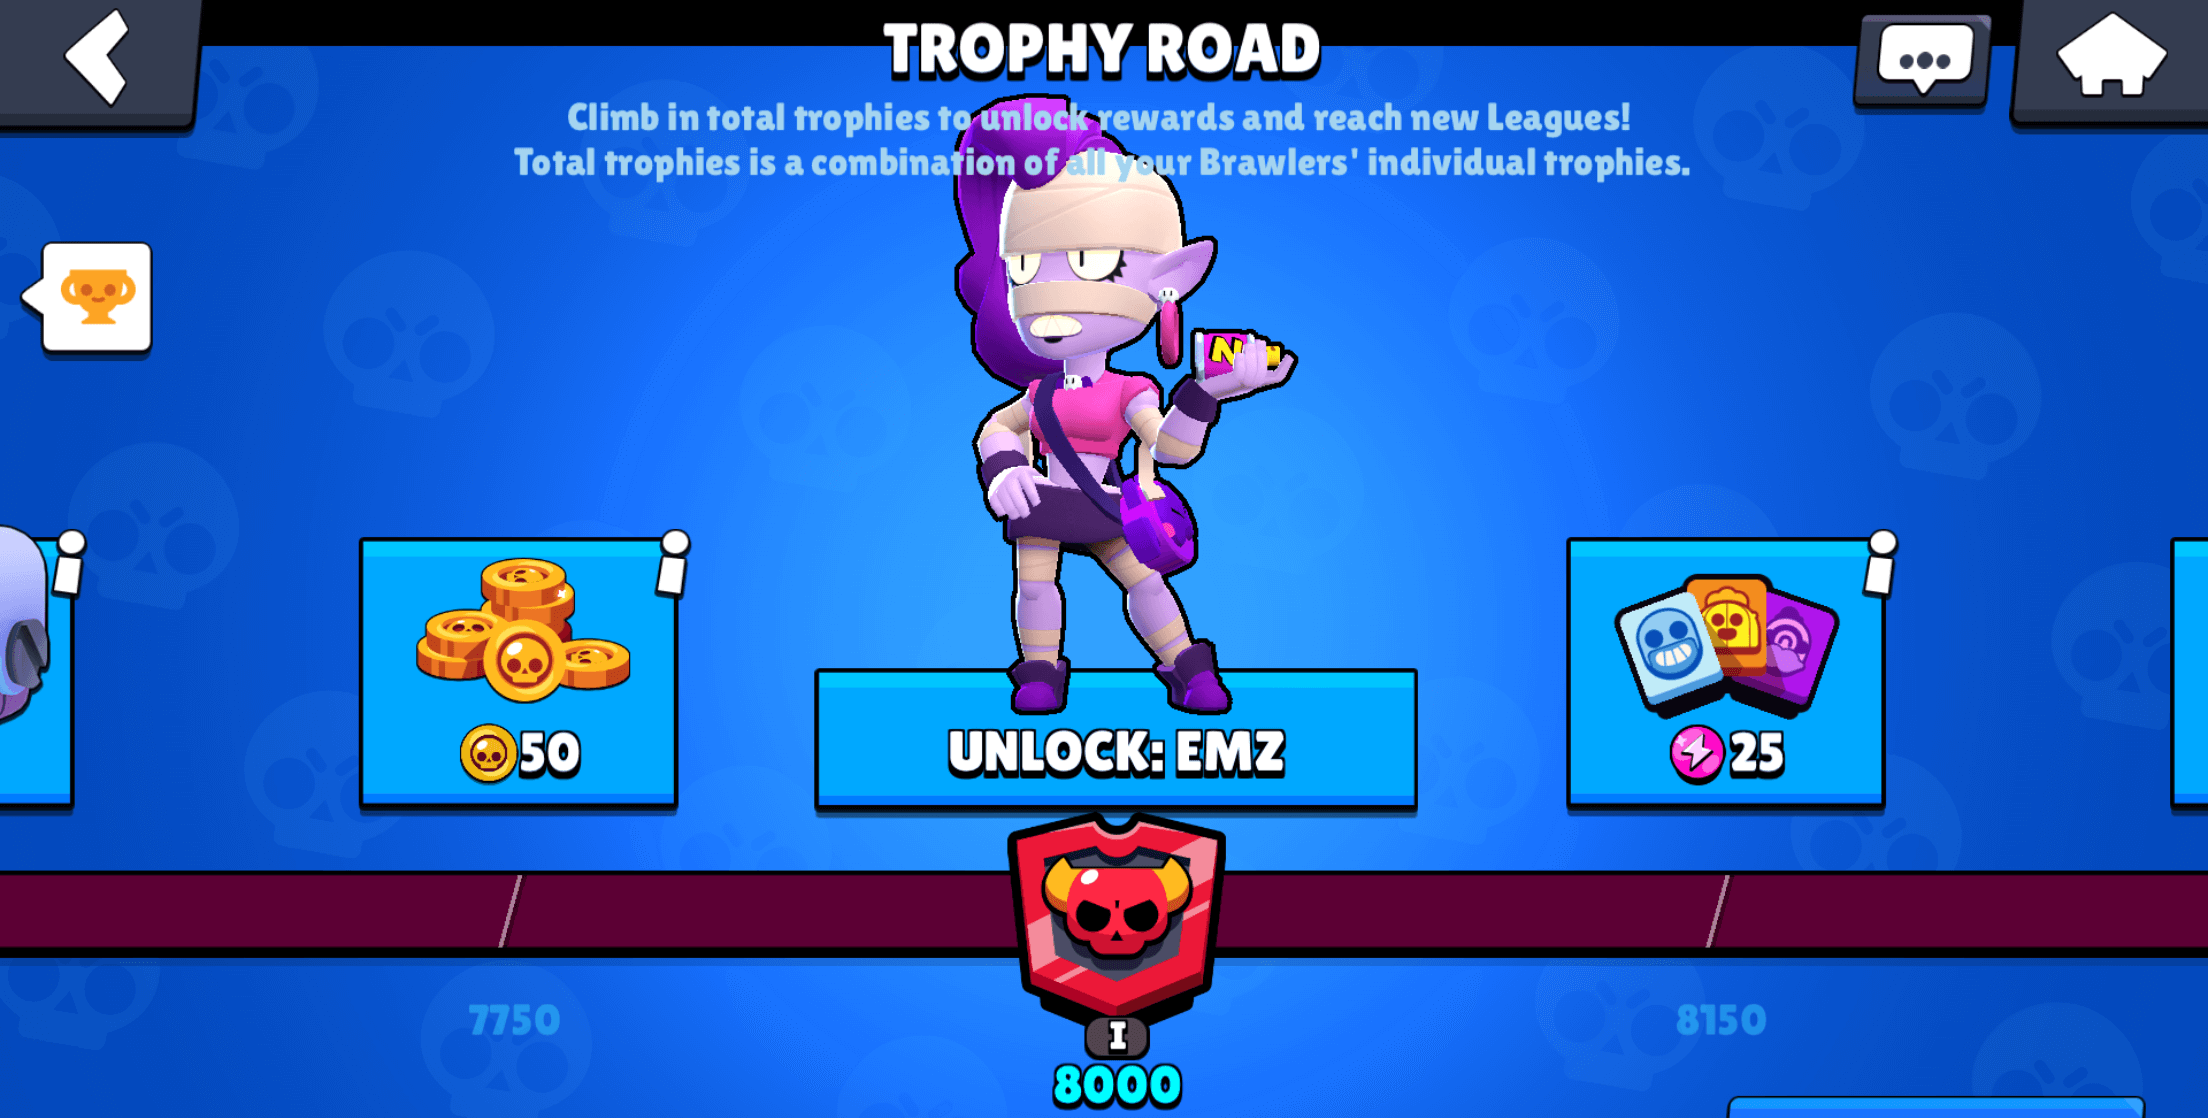 TROPHY ROAD
Climb in total trophies to unlock rewards and reach new Leagues!
Total trophies is a combination of all your Brawlers' individual trophies.
N
i
i
i
50
UNLOCK: EMZ
25
7750
I
8000
8150